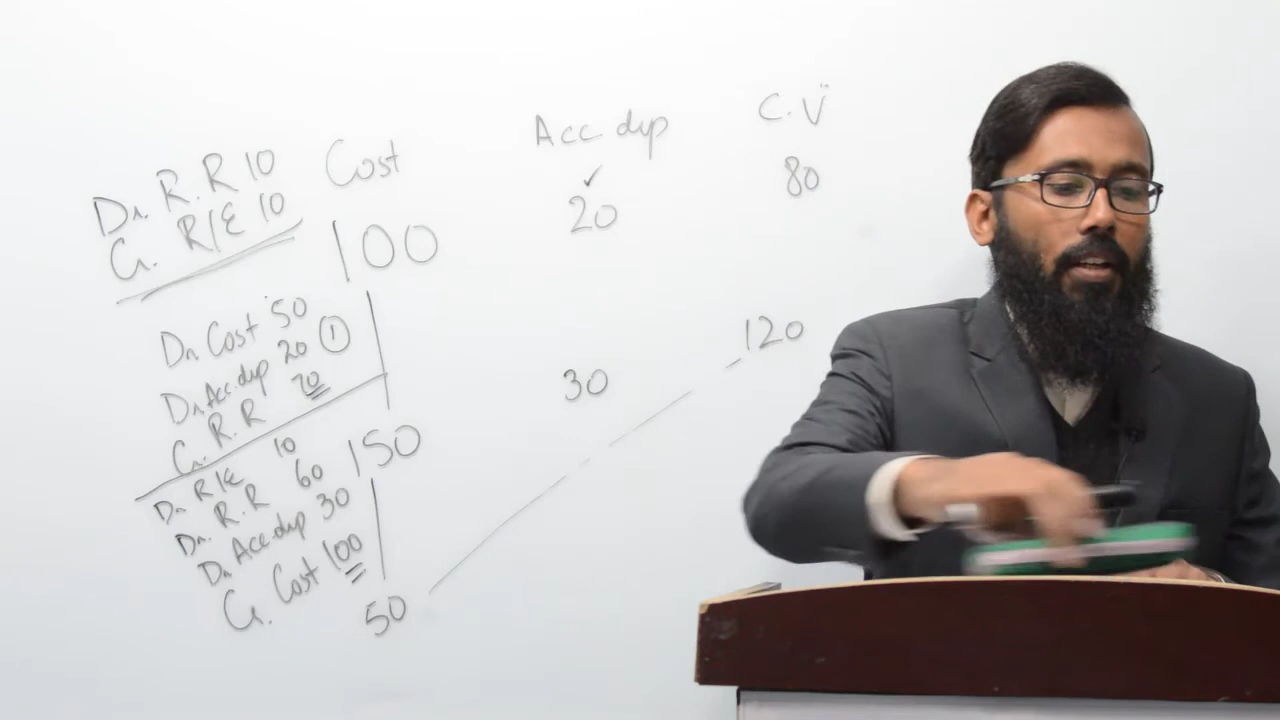 Dr. R.R 10
Cr. R/E 10
Cost
Acc dep
C.V
100
20
80
Dr. Cost 50
Dr. Acc. dep 20 ①
Cr. R.R 70
120
30
150
Dr. R/E 10
Dr. R.R 60
Dr. Acc. dep 30
Cr. Cost 100
50